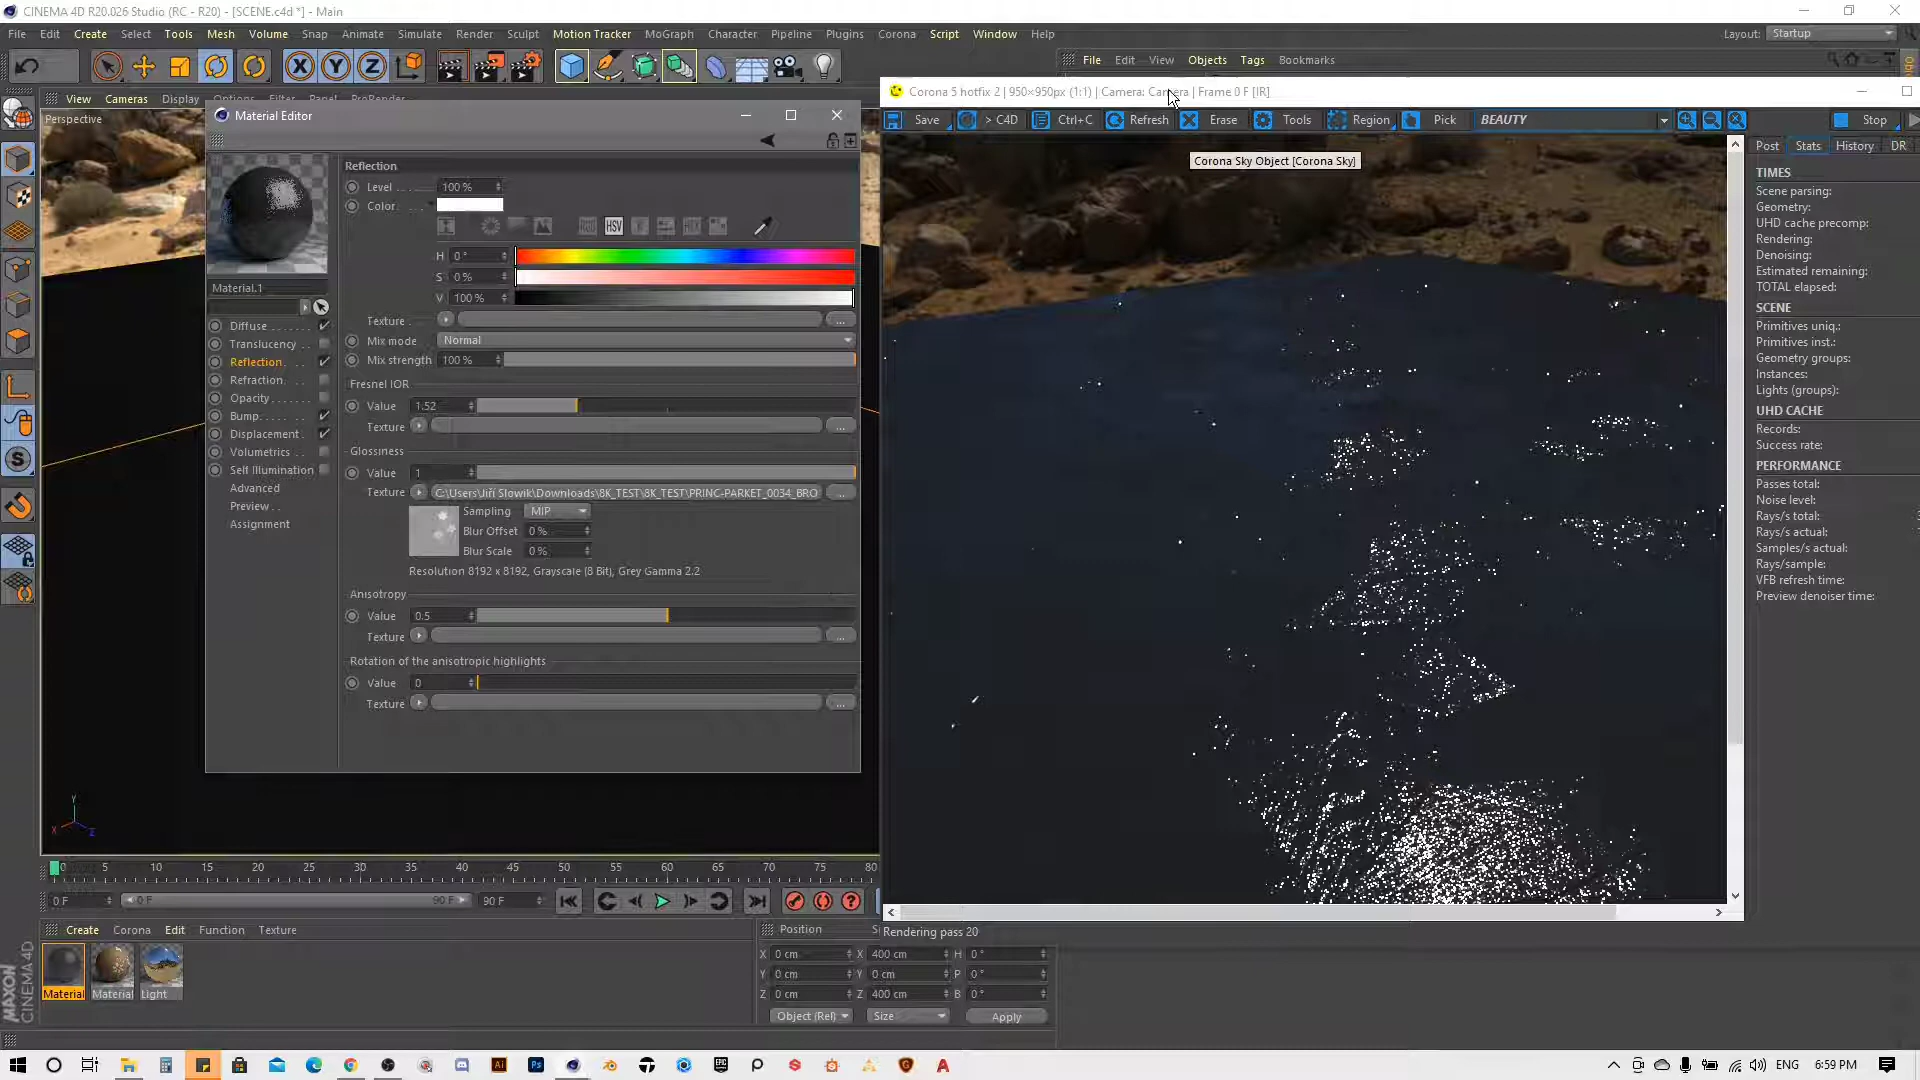 CINEMA 4D R20.026 Studio (RC - R20) - [SCENE.c4d *] - Main
File Edit Create Select Tools Mesh Volume Snap Animate Simulate Render Sculpt Motion Tracker MoGraph Character Pipeline Plugins Corona Script Window Help
Layout: Startup
File Edit View Objects Tags Bookmarks
View Cameras Display Options Filter Panel ProRender
Perspective
Material Editor
Corona 5 hotfix 2 | 950×950px (1:1) | Camera: Camera | Frame 0 F [IR]
Save > C4D Ctrl+C Refresh Erase Tools Region Pick BEAUTY Stop
Corona Sky Object [Corona Sky]
Post Stats History DR
TIMES
Scene parsing:
Geometry:
UHD cache precomp:
Rendering:
Denoising:
Estimated remaining:
TOTAL elapsed:
SCENE
Primitives uniq.:
Primitives inst.:
Geometry groups:
Instances:
Lights (groups):
UHD CACHE
Records:
Success rate:
PERFORMANCE
Passes total:
Noise level:
Rays/s total:
Rays/s actual:
Samples/s actual:
Rays/sample:
VFB refresh time:
Preview denoiser time:
Material.1
Diffuse
Translucency
Reflection
Refraction
Opacity
Bump
Displacement
Volumetrics
Self Illumination
Advanced
Preview
Assignment
Reflection
Level 100 %
Color
HSV
H 0 °
S 0 %
V 100 %
Texture ...
Mix mode Normal
Mix strength 100 %
Fresnel IOR
Value 1.52
Texture ...
Glossiness
Value 1
Texture C:\Users\Jiří Slowik\Downloads\8K_TEST\8K_TEST\PRINC-PARKET_0034_BRO ...
Sampling MIP
Blur Offset 0 %
Blur Scale 0 %
Resolution 8192 x 8192, Grayscale (8 Bit), Grey Gamma 2.2
Anisotropy
Value 0.5
Texture ...
Rotation of the anisotropic highlights
Value 0
Texture ...
Y
X Z
0 5 10 15 20 25 30 35 40 45 50 55 60 65 70 75 80
0 F 0 F 90 F 90 F
Create Corona Edit Function Texture
Material Material Light
MAXON
CINEMA 4D
Rendering pass 20
Position
X 0 cm X 400 cm H 0 °
Y 0 cm Y 0 cm P 0 °
Z 0 cm Z 400 cm B 0 °
Object (Rel) Size Apply
ENG 6:59 PM